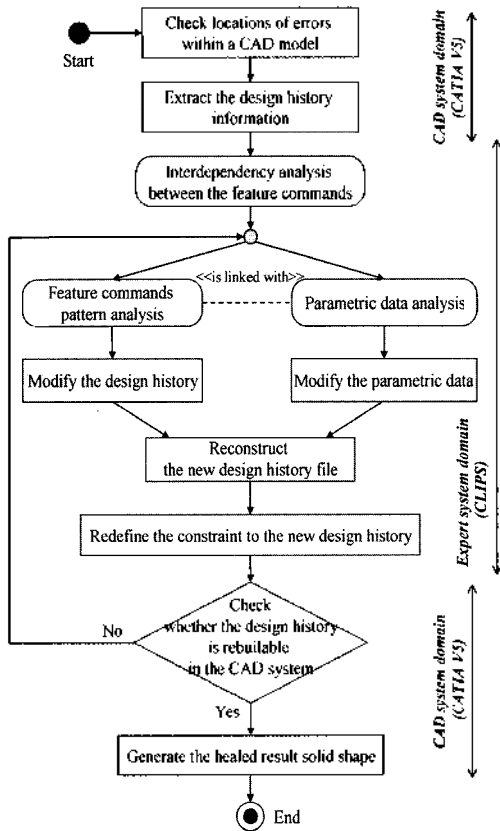 Start
Check locations of errors
within a CAD model
Extract the design history
information
CAD system domain
(CATIA V5)
Interdependency analysis
between the feature commands
<<is linked with>>
Feature commands
pattern analysis
Parametric data analysis
Modify the design history
Modify the parametric data
Reconstruct
the new design history file
Redefine the constraint to the new design history
Expert system domain
(CLIPS)
Check
whether the design history
is rebuilable
in the CAD system
No
Yes
Generate the healed result solid shape
CAD system domain
(CATIA V5)
End